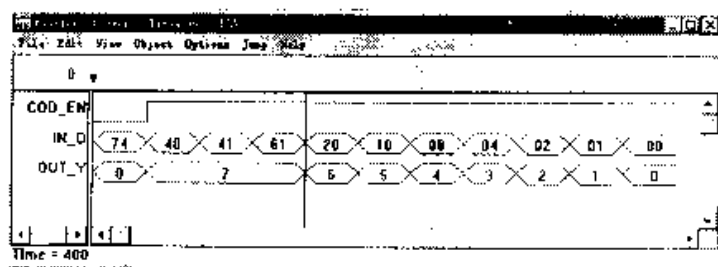 File Edit View Object Options Jump Help
0
COD_EN
IN_D 74 40 41 61 20 10 08 04 02 01 00
OUT_Y 0 7 6 5 4 3 2 1 0
Time = 400